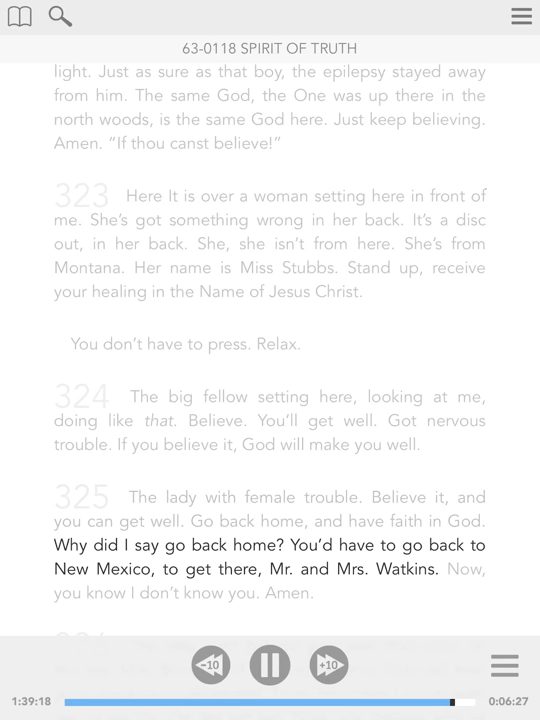 63-0118 SPIRIT OF TRUTH
light. Just as sure as that boy, the epilepsy stayed away
from him. The same God, the One was up there in the
north woods, is the same God here. Just keep believing.
Amen. “If thou canst believe!”
323 Here It is over a woman setting here in front of
me. She’s got something wrong in her back. It’s a disc
out, in her back. She, she isn’t from here. She’s from
Montana. Her name is Miss Stubbs. Stand up, receive
your healing in the Name of Jesus Christ.
You don’t have to press. Relax.
324 The big fellow setting here, looking at me,
doing like that. Believe. You’ll get well. Got nervous
trouble. If you believe it, God will make you well.
325 The lady with female trouble. Believe it, and
you can get well. Go back home, and have faith in God.
Why did I say go back home? You’d have to go back to
New Mexico, to get there, Mr. and Mrs. Watkins. Now,
you know I don’t know you. Amen.
-10 +10
1:39:18 0:06:27